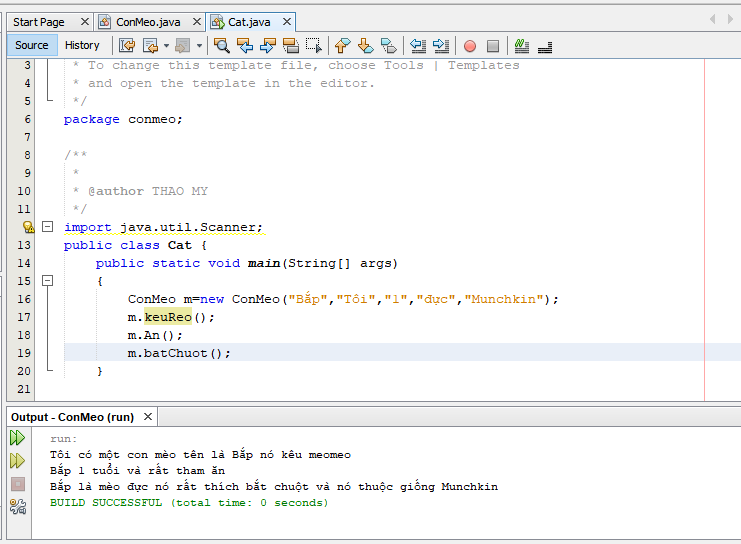 Start Page ConMeo.java Cat.java
Source History
3 * To change this template file, choose Tools | Templates
4 * and open the template in the editor.
5 */
6 package conmeo;
7
8 /**
9 *
10 * @author THAO MY
11 */
import java.util.Scanner;
13 public class Cat {
14 public static void main(String[] args)
15 {
16 ConMeo m=new ConMeo("Bắp","Tôi","1","đực","Munchkin");
17 m.keuReo();
18 m.An();
19 m.batChuot();
20 }
21
Output - ConMeo (run)
run:
Tôi có một con mèo tên là Bắp nó kêu meomeo
Bắp 1 tuổi và rất tham ăn
Bắp là mèo đực nó rất thích bắt chuột và nó thuộc giống Munchkin
BUILD SUCCESSFUL (total time: 0 seconds)